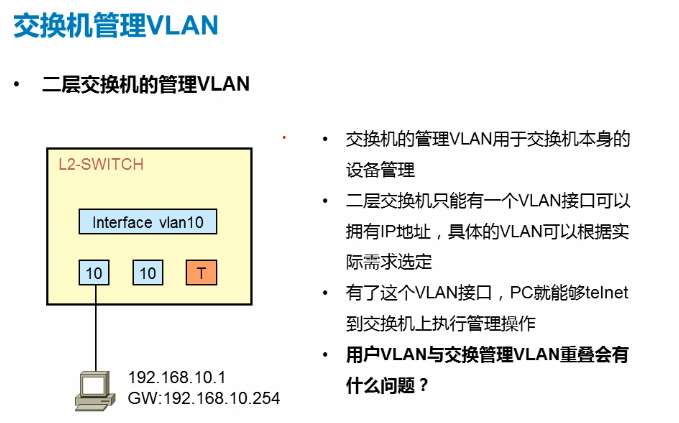 交换机管理VLAN
• 二层交换机的管理VLAN
L2-SWITCH
Interface vlan10
10
10
T
192.168.10.1
GW:192.168.10.254
• 交换机的管理VLAN用于交换机本身的
设备管理
• 二层交换机只能有一个VLAN接口可以
拥有IP地址，具体的VLAN可以根据实
际需求选定
• 有了这个VLAN接口，PC就能够telnet
到交换机上执行管理操作
• 用户VLAN与交换管理VLAN重叠会有
什么问题？